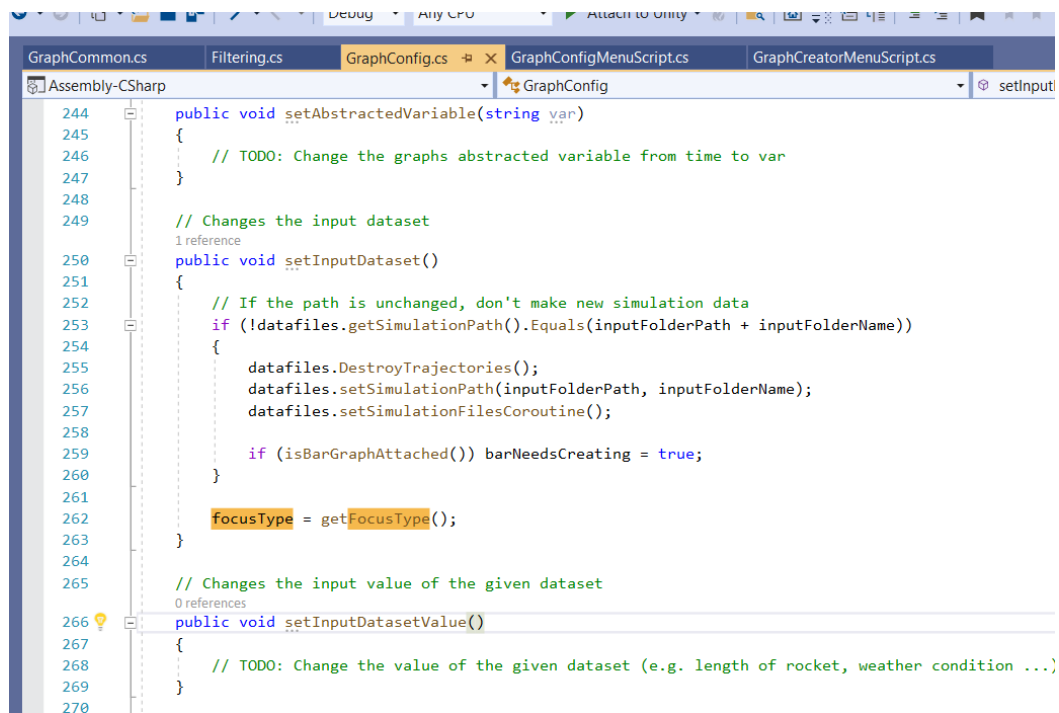 Debug Any CPU Attach to Unity
GraphCommon.cs Filtering.cs GraphConfig.cs GraphConfigMenuScript.cs GraphCreatorMenuScript.cs
Assembly-CSharp GraphConfig
244 public void setAbstractedVariable(string var)
245 {
246 // TODO: Change the graphs abstracted variable from time to var
247 }
248
249 // Changes the input dataset
1 reference
250 public void setInputDataset()
251 {
252 // If the path is unchanged, don't make new simulation data
253 if (!datafiles.getSimulationPath().Equals(inputFolderPath + inputFolderName))
254 {
255 datafiles.DestroyTrajectories();
256 datafiles.setSimulationPath(inputFolderPath, inputFolderName);
257 datafiles.setSimulationFilesCoroutine();
258
259 if (isBarGraphAttached()) barNeedsCreating = true;
260 }
261
262 focusType = getFocusType();
263 }
264
265 // Changes the input value of the given dataset
0 references
266 public void setInputDatasetValue()
267 {
268 // TODO: Change the value of the given dataset (e.g. length of rocket, weather condition ...)
269 }
270